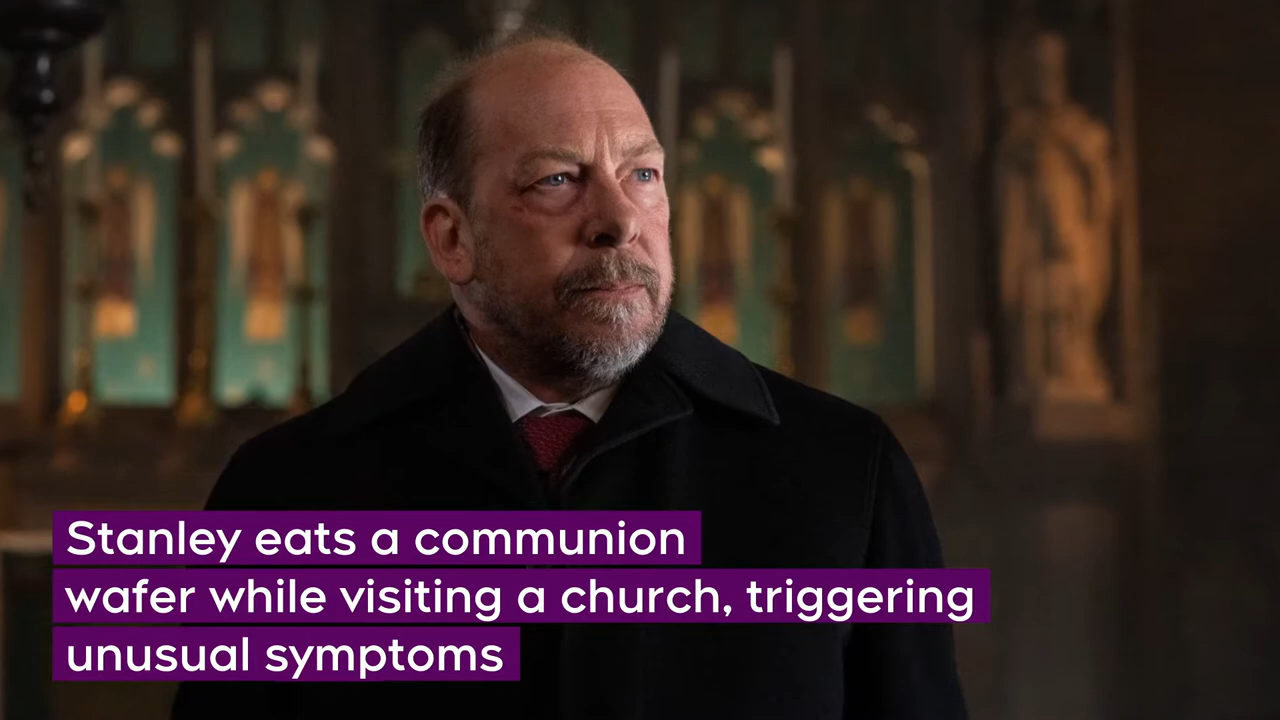 Stanley eats a communion
wafer while visiting a church, triggering
unusual symptoms